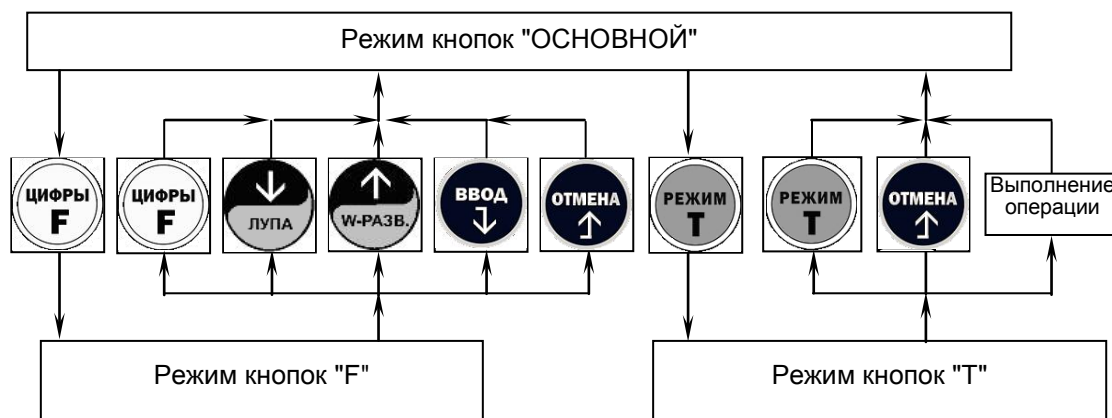 Режим кнопок "ОСНОВНОЙ"
ЦИФРЫ
F
ЦИФРЫ
F
ЛУПА
W-РАЗВ.
ВВОД
ОТМЕНА
РЕЖИМ
T
РЕЖИМ
T
ОТМЕНА
Выполнение
операции
Режим кнопок "F"
Режим кнопок "Т"